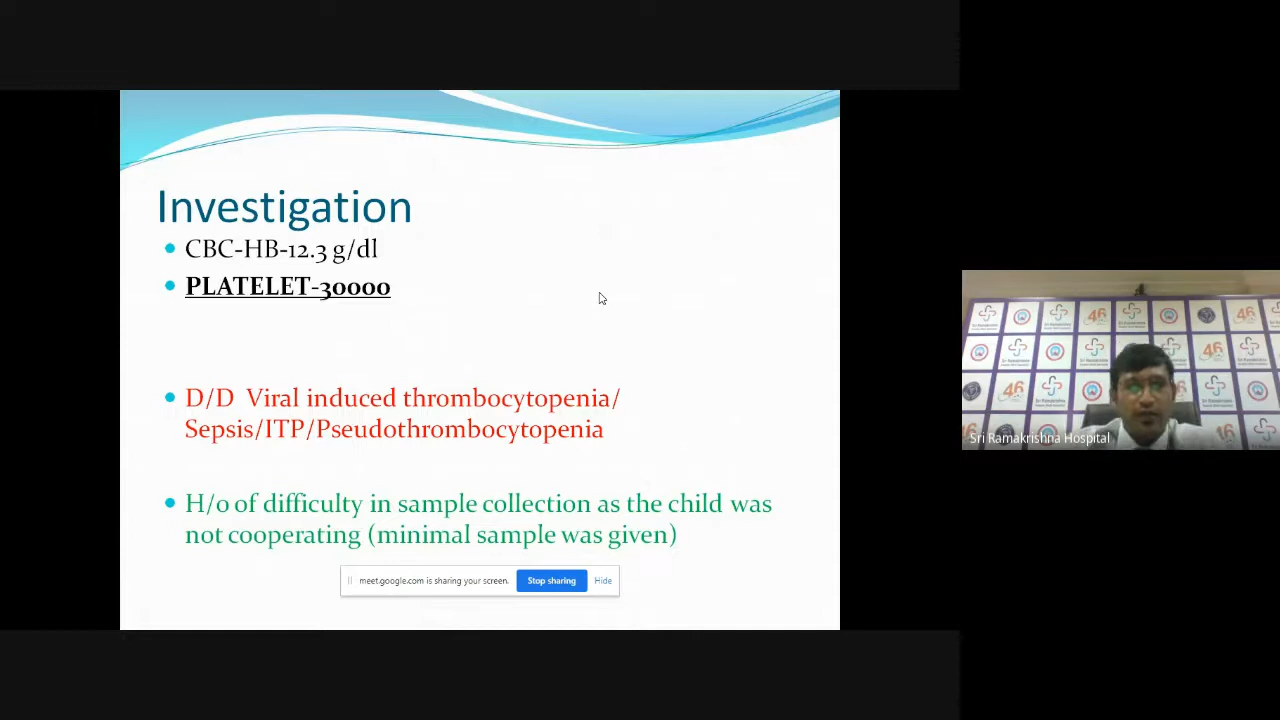 Investigation
CBC-HB-12.3 g/dl
PLATELET-30000
D/D Viral induced thrombocytopenia/
Sepsis/ITP/Pseudothrombocytopenia
H/o of difficulty in sample collection as the child was
not cooperating (minimal sample was given)
meet.google.com is sharing your screen. Stop sharing Hide
Sri Ramakrishna Hospital